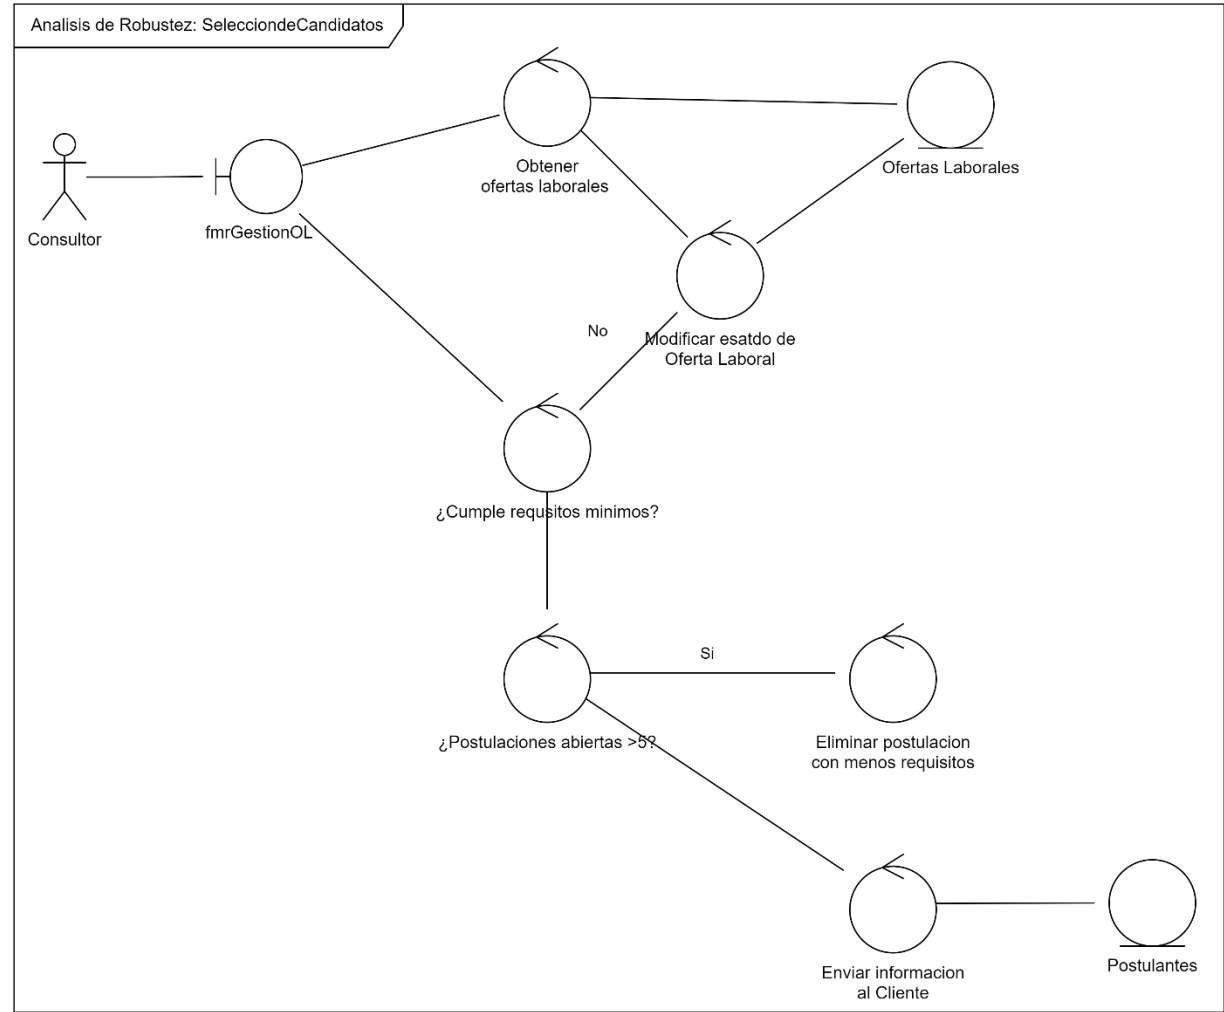 Analisis de Robustez: SelecciondeCandidatos
Obtener
ofertas laborales
Ofertas Laborales
Consultor
fmrGestionOL
No
Modificar esatdo de
Oferta Laboral
¿Cumple requsitos minimos?
Si
¿Postulaciones abiertas >5?
Eliminar postulacion
con menos requisitos
Enviar informacion
al Cliente
Postulantes